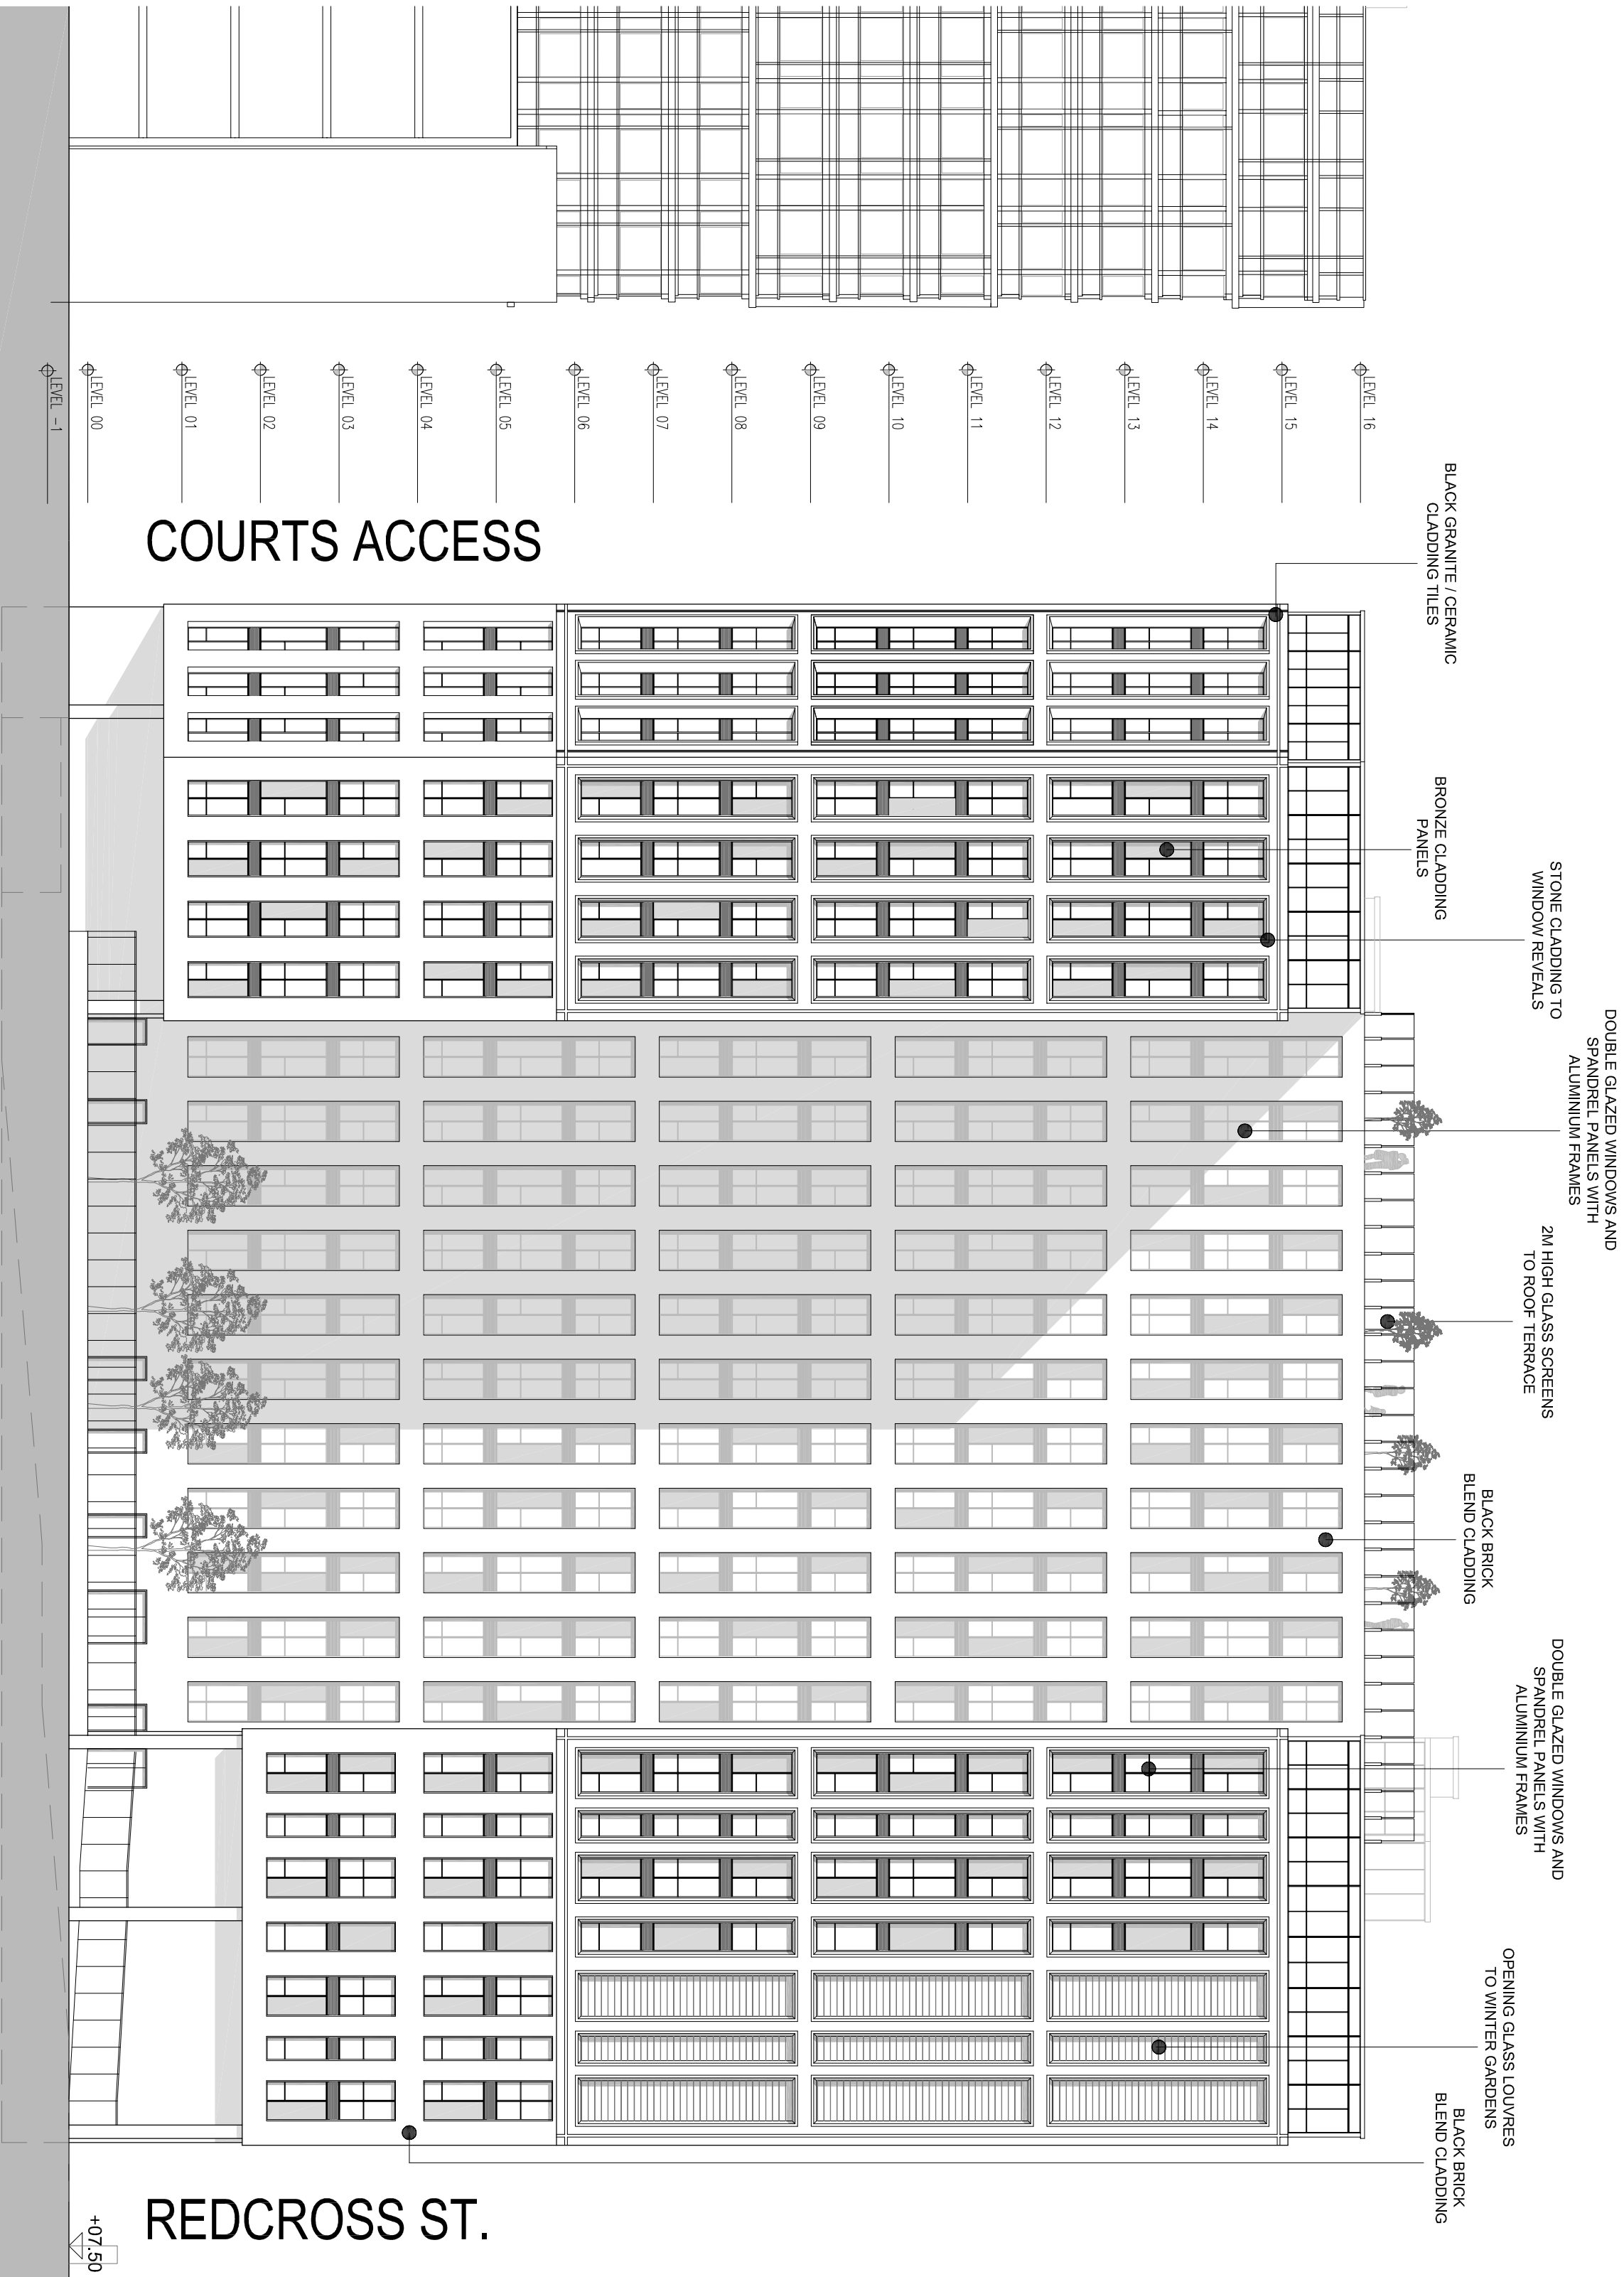 BLACK GRANITE / CERAMIC
CLADDING TILES
BRONZE CLADDING
PANELS
STONE CLADDING TO
WINDOW REVEALS
DOUBLE GLAZED WINDOWS AND
SPANDREL PANELS WITH
ALUMINIUM FRAMES
2M HIGH GLASS SCREENS
TO ROOF TERRACE
BLACK BRICK
BLEND CLADDING
DOUBLE GLAZED WINDOWS AND
SPANDREL PANELS WITH
ALUMINIUM FRAMES
OPENING GLASS LOUVRES
TO WINTER GARDENS
BLACK BRICK
BLEND CLADDING
LEVEL 16
LEVEL 15
LEVEL 14
LEVEL 13
LEVEL 12
LEVEL 11
LEVEL 10
LEVEL 09
LEVEL 08
LEVEL 07
LEVEL 06
LEVEL 05
LEVEL 04
LEVEL 03
LEVEL 02
LEVEL 01
LEVEL 00
LEVEL -1
COURTS ACCESS
REDCROSS ST.
+07.50